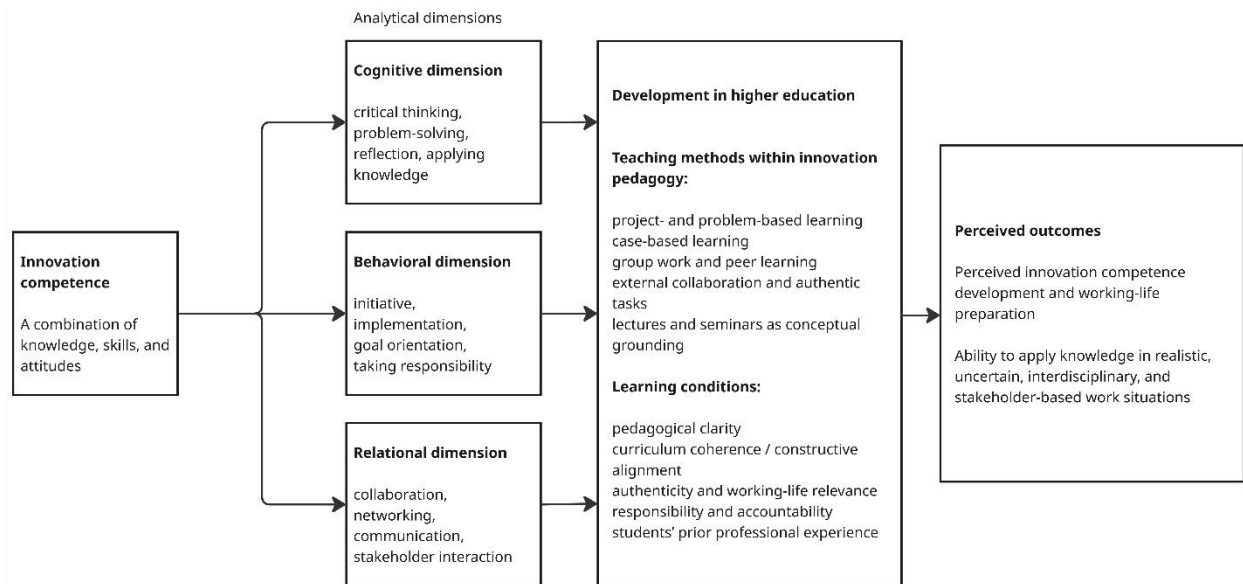 Analytical dimensions
Innovation
competence
A combination of
knowledge, skills, and
attitudes
Cognitive dimension
critical thinking,
problem-solving,
reflection, applying
knowledge
Behavioral dimension
initiative,
implementation,
goal orientation,
taking responsibility
Relational dimension
collaboration,
networking,
communication,
stakeholder interaction
Development in higher education
Teaching methods within innovation
pedagogy:
project- and problem-based learning
case-based learning
group work and peer learning
external collaboration and authentic
tasks
lectures and seminars as conceptual
grounding
Learning conditions:
pedagogical clarity
curriculum coherence / constructive
alignment
authenticity and working-life relevance
responsibility and accountability
students’ prior professional experience
Perceived outcomes
Perceived innovation competence
development and working-life
preparation
Ability to apply knowledge in realistic,
uncertain, interdisciplinary, and
stakeholder-based work situations